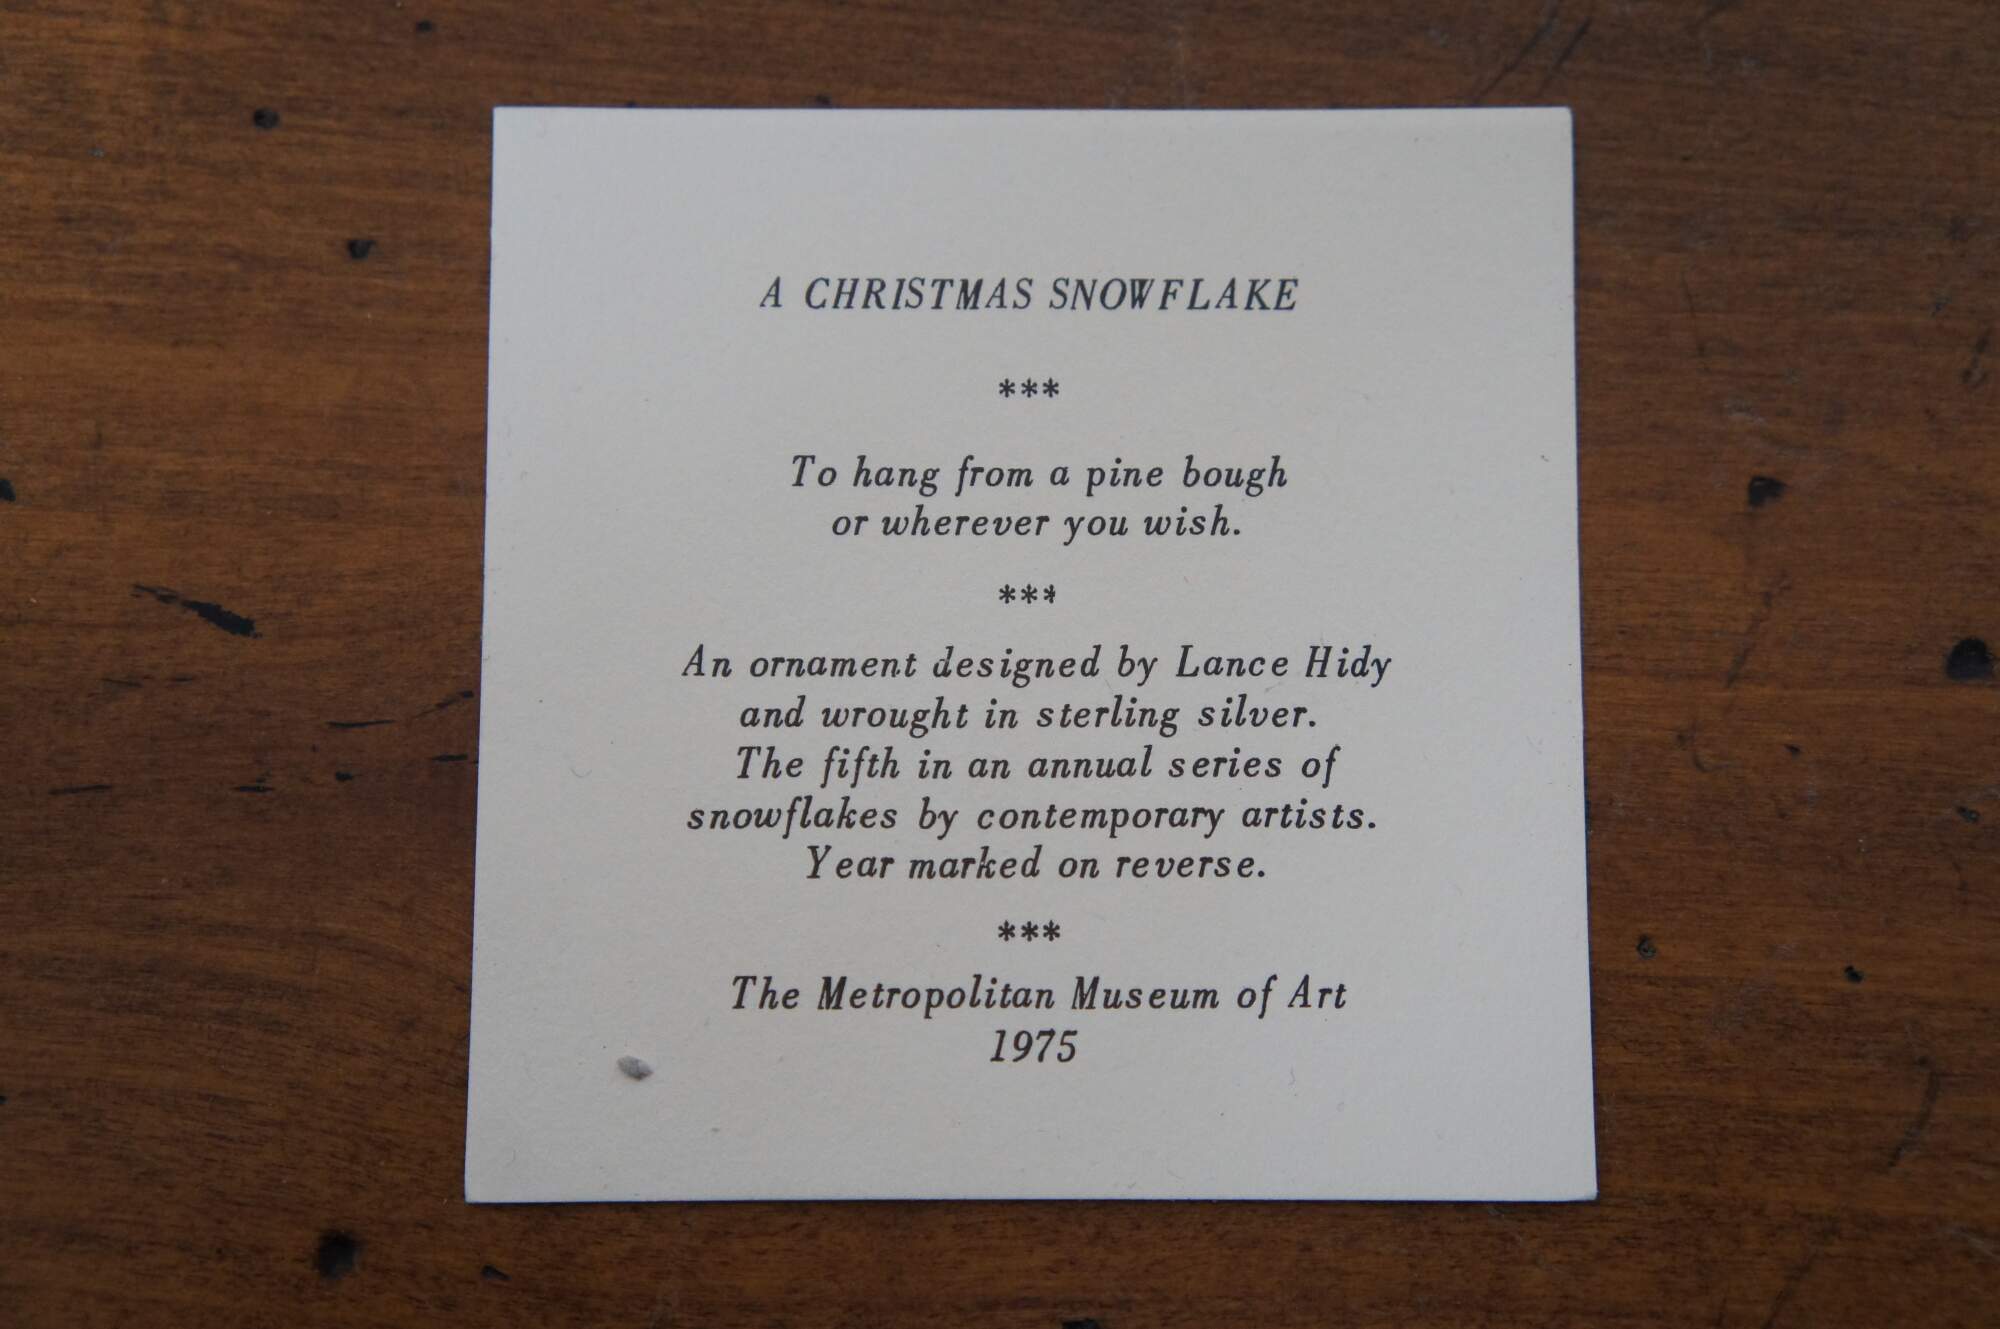 A CHRISTMAS SNOWFLAKE
***
To hang from a pine bough
or wherever you wish.
***
An ornament designed by Lance Hidy
and wrought in sterling silver.
The fifth in an annual series of
snowflakes by contemporary artists.
Year marked on reverse.
***
The Metropolitan Museum of Art
1975